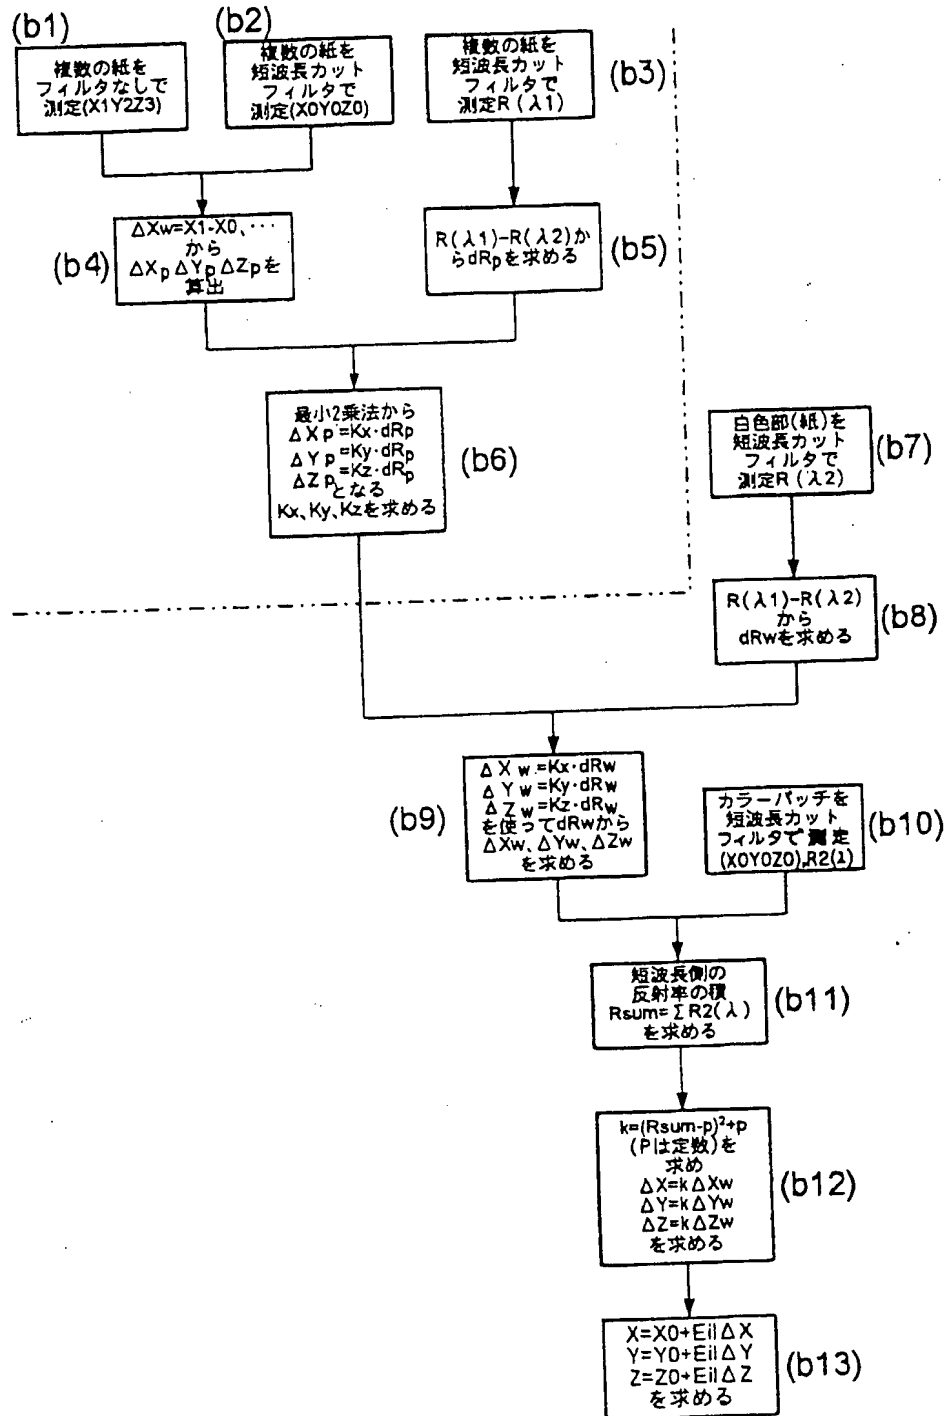 (b1)
複数の紙を
フィルタなしで
測定(X1Y2Z3)
(b2)
複数の紙を
短波長カット
フィルタで
測定(X0Y0Z0)
複数の紙を
短波長カット
フィルタで
測定R(λ1)
(b3)
(b4)
ΔXw=X1-X0、…
から
ΔXpΔYpΔZpを
算出
R(λ1)-R(λ2)か
らdRpを求める
(b5)
最小2乗法から
ΔXp=Kx·dRp
ΔYp=Ky·dRp
ΔZp=Kz·dRp
となる
Kx、Ky、Kzを求める
(b6)
白色部(紙)を
短波長カット
フィルタで
測定R(λ2)
(b7)
R(λ1)-R(λ2)
から
dRwを求める
(b8)
(b9)
ΔXw=Kx·dRw
ΔYw=Ky·dRw
ΔZw=Kz·dRw
を使ってdRwから
ΔXw、ΔYw、ΔZw
を求める
カラーパッチを
短波長カット
フィルタで測定
(X0Y0Z0),R2(λ)
(b10)
短波長側の
反射率の積
Rsum=ΣR2(λ)
を求める
(b11)
k=(Rsum-p)²+p
(Pは定数)を
求め
ΔX=kΔXw
ΔY=kΔYw
ΔZ=kΔZw
を求める
(b12)
X=X0+EilΔX
Y=Y0+EilΔY
Z=Z0+EilΔZ
を求める
(b13)